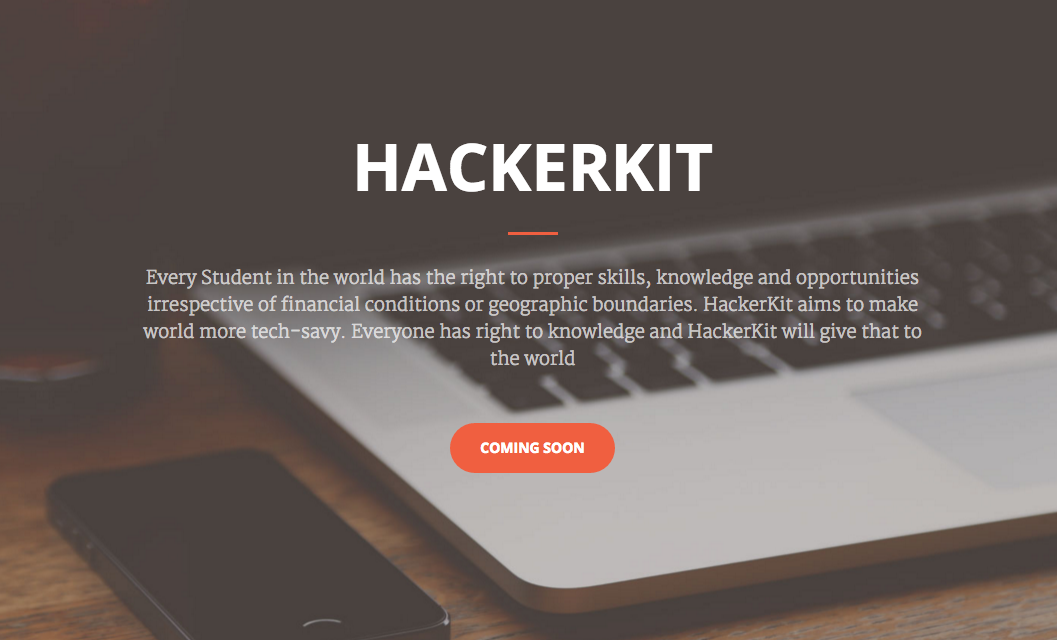 HACKERKIT
Every Student in the world has the right to proper skills, knowledge and opportunities
irrespective of financial conditions or geographic boundaries. HackerKit aims to make
world more tech-savy. Everyone has right to knowledge and HackerKit will give that to
the world
COMING SOON